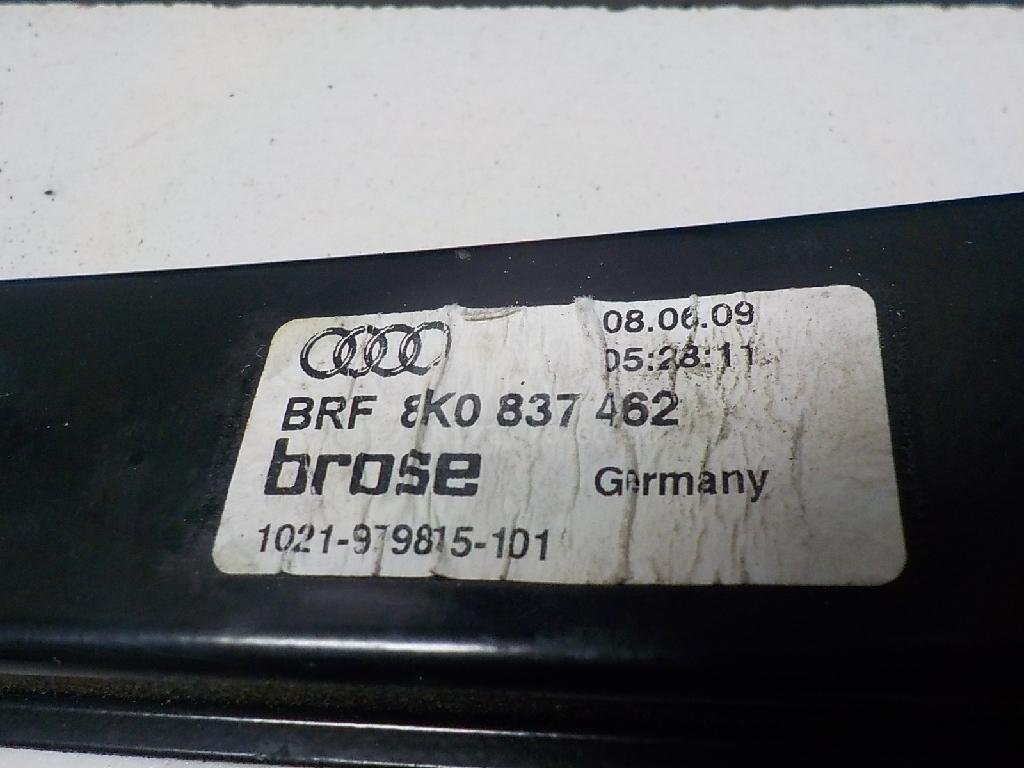 08.06.09
05:28:11
BRF 8K0 837 462
brose Germany
1021-979815-101